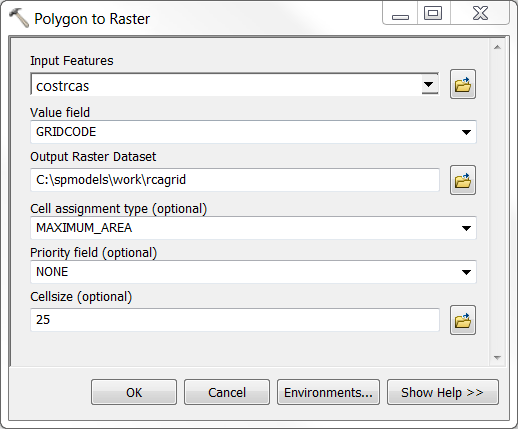 Polygon to Raster
Input Features
costrcas
Value field
GRIDCODE
Output Raster Dataset
C:\spmodels\work\rcagrid
Cell assignment type (optional)
MAXIMUM_AREA
Priority field (optional)
NONE
Cellsize (optional)
25
OK Cancel Environments... Show Help >>